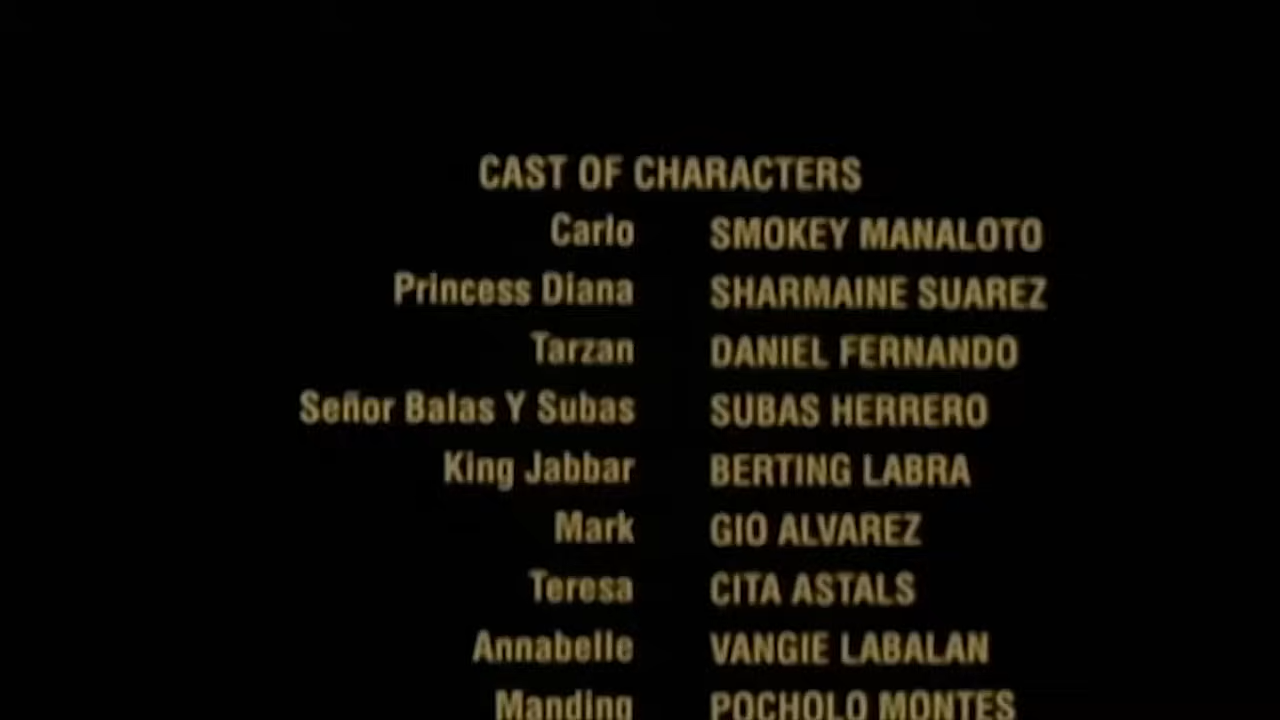 CAST OF CHARACTERS
Carlo SMOKEY MANALOTO
Princess Diana SHARMAINE SUAREZ
Tarzan DANIEL FERNANDO
Señor Balas Y Subas SUBAS HERRERO
King Jabbar BERTING LABRA
Mark GIO ALVAREZ
Teresa CITA ASTALS
Annabelle VANGIE LABALAN
Manding POCHOLO MONTES